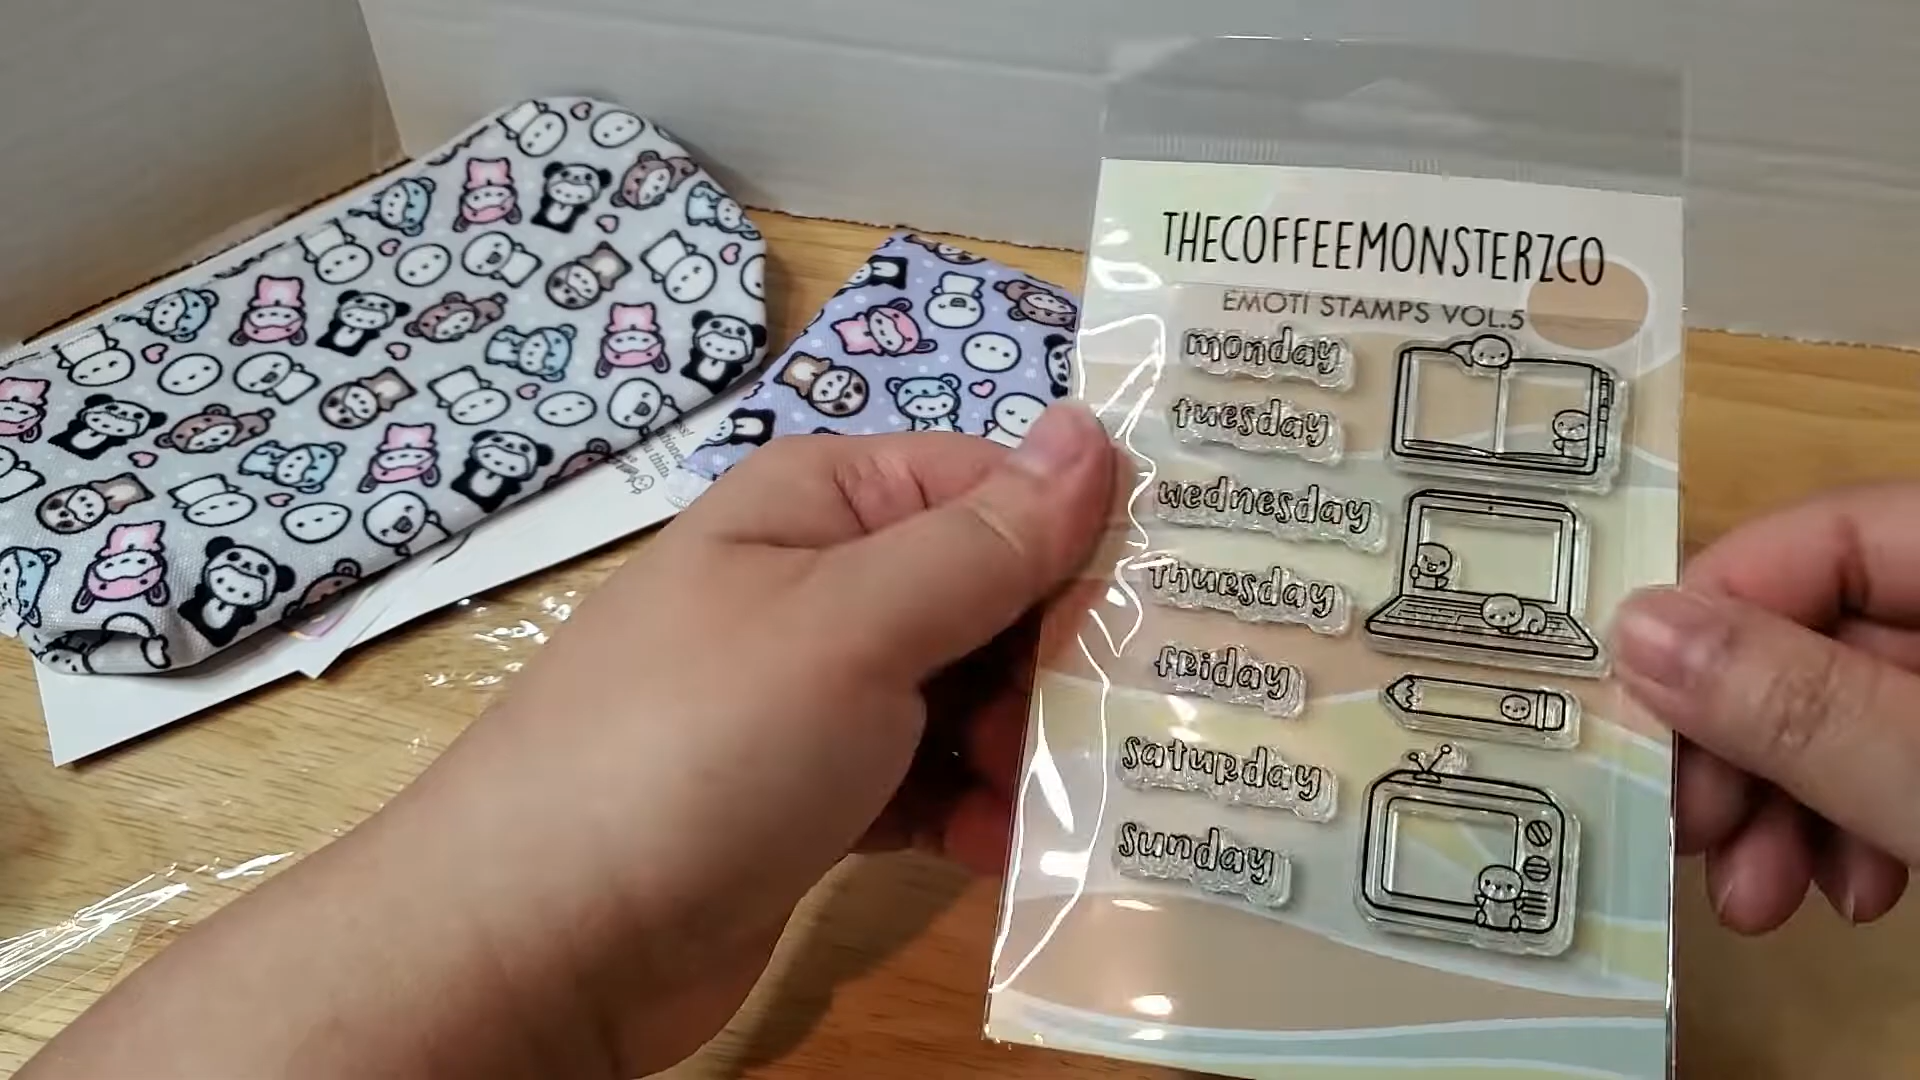 THECOFFEEMONSTERZCO
EMOTI STAMPS VOL.5
monday
tuesday
wednesday
thursday
friday
saturday
sunday